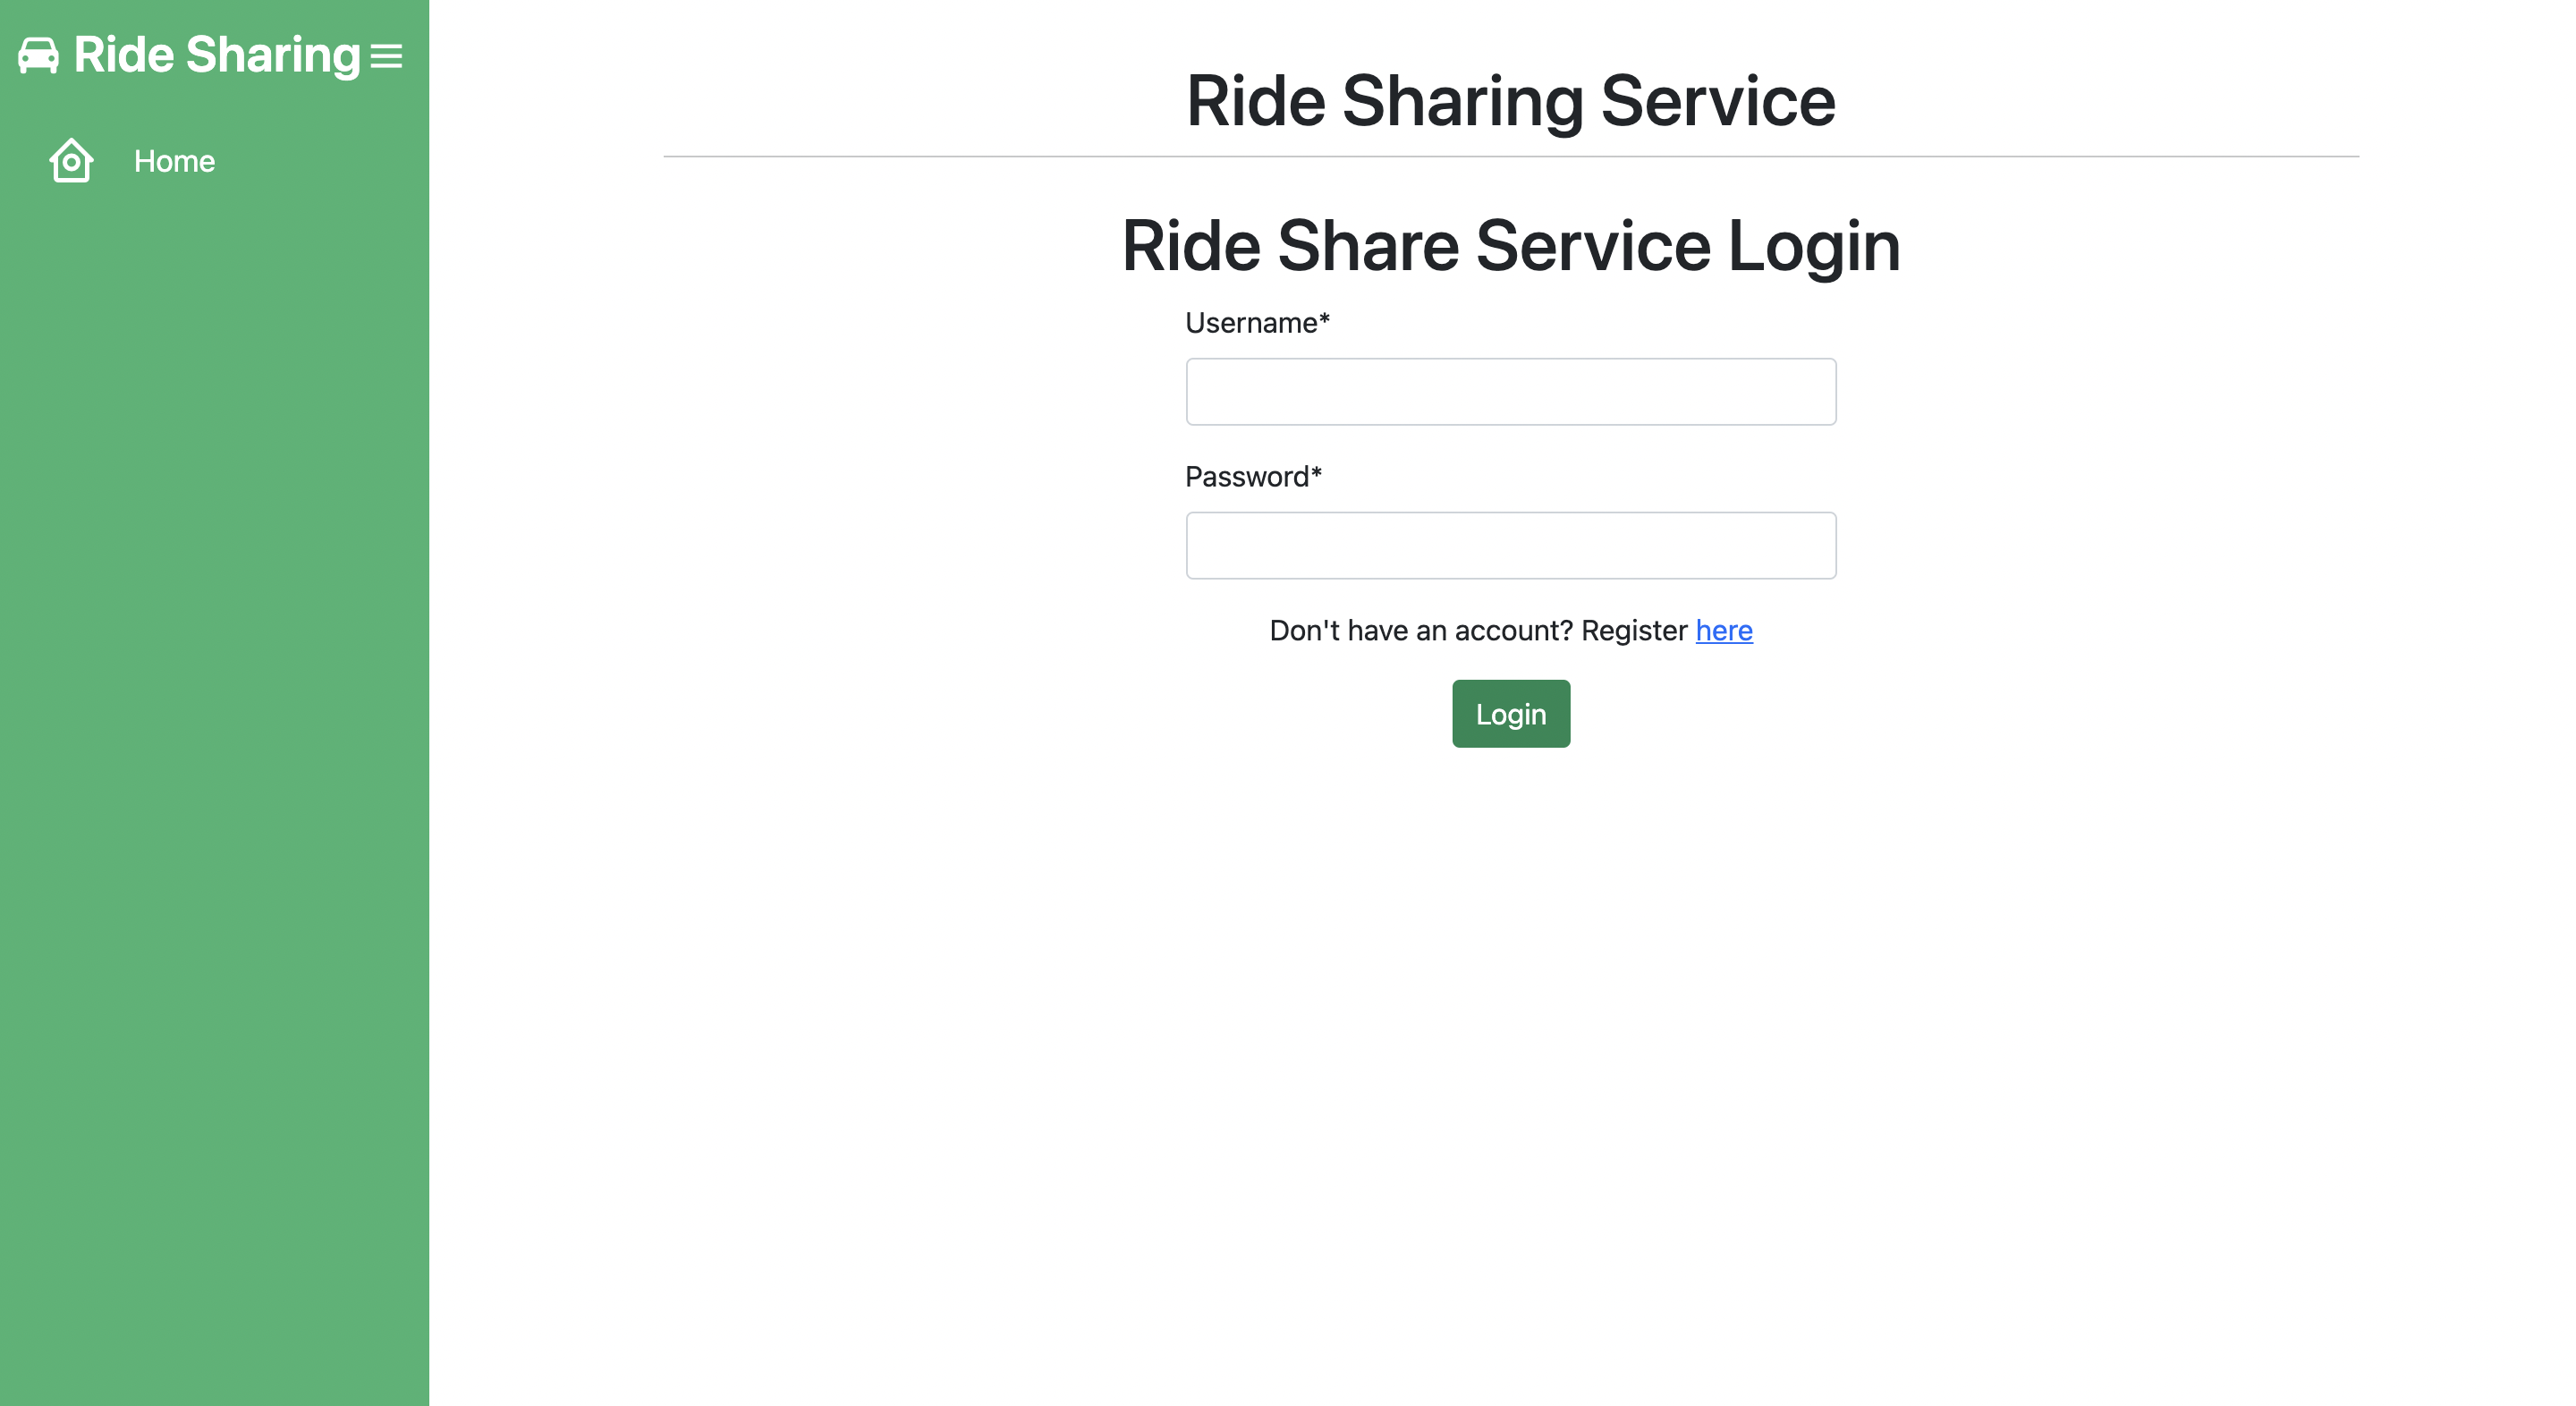 Ride Sharing
Home
Ride Sharing Service
Ride Share Service Login
Username*
Password*
Don't have an account? Register here
Login